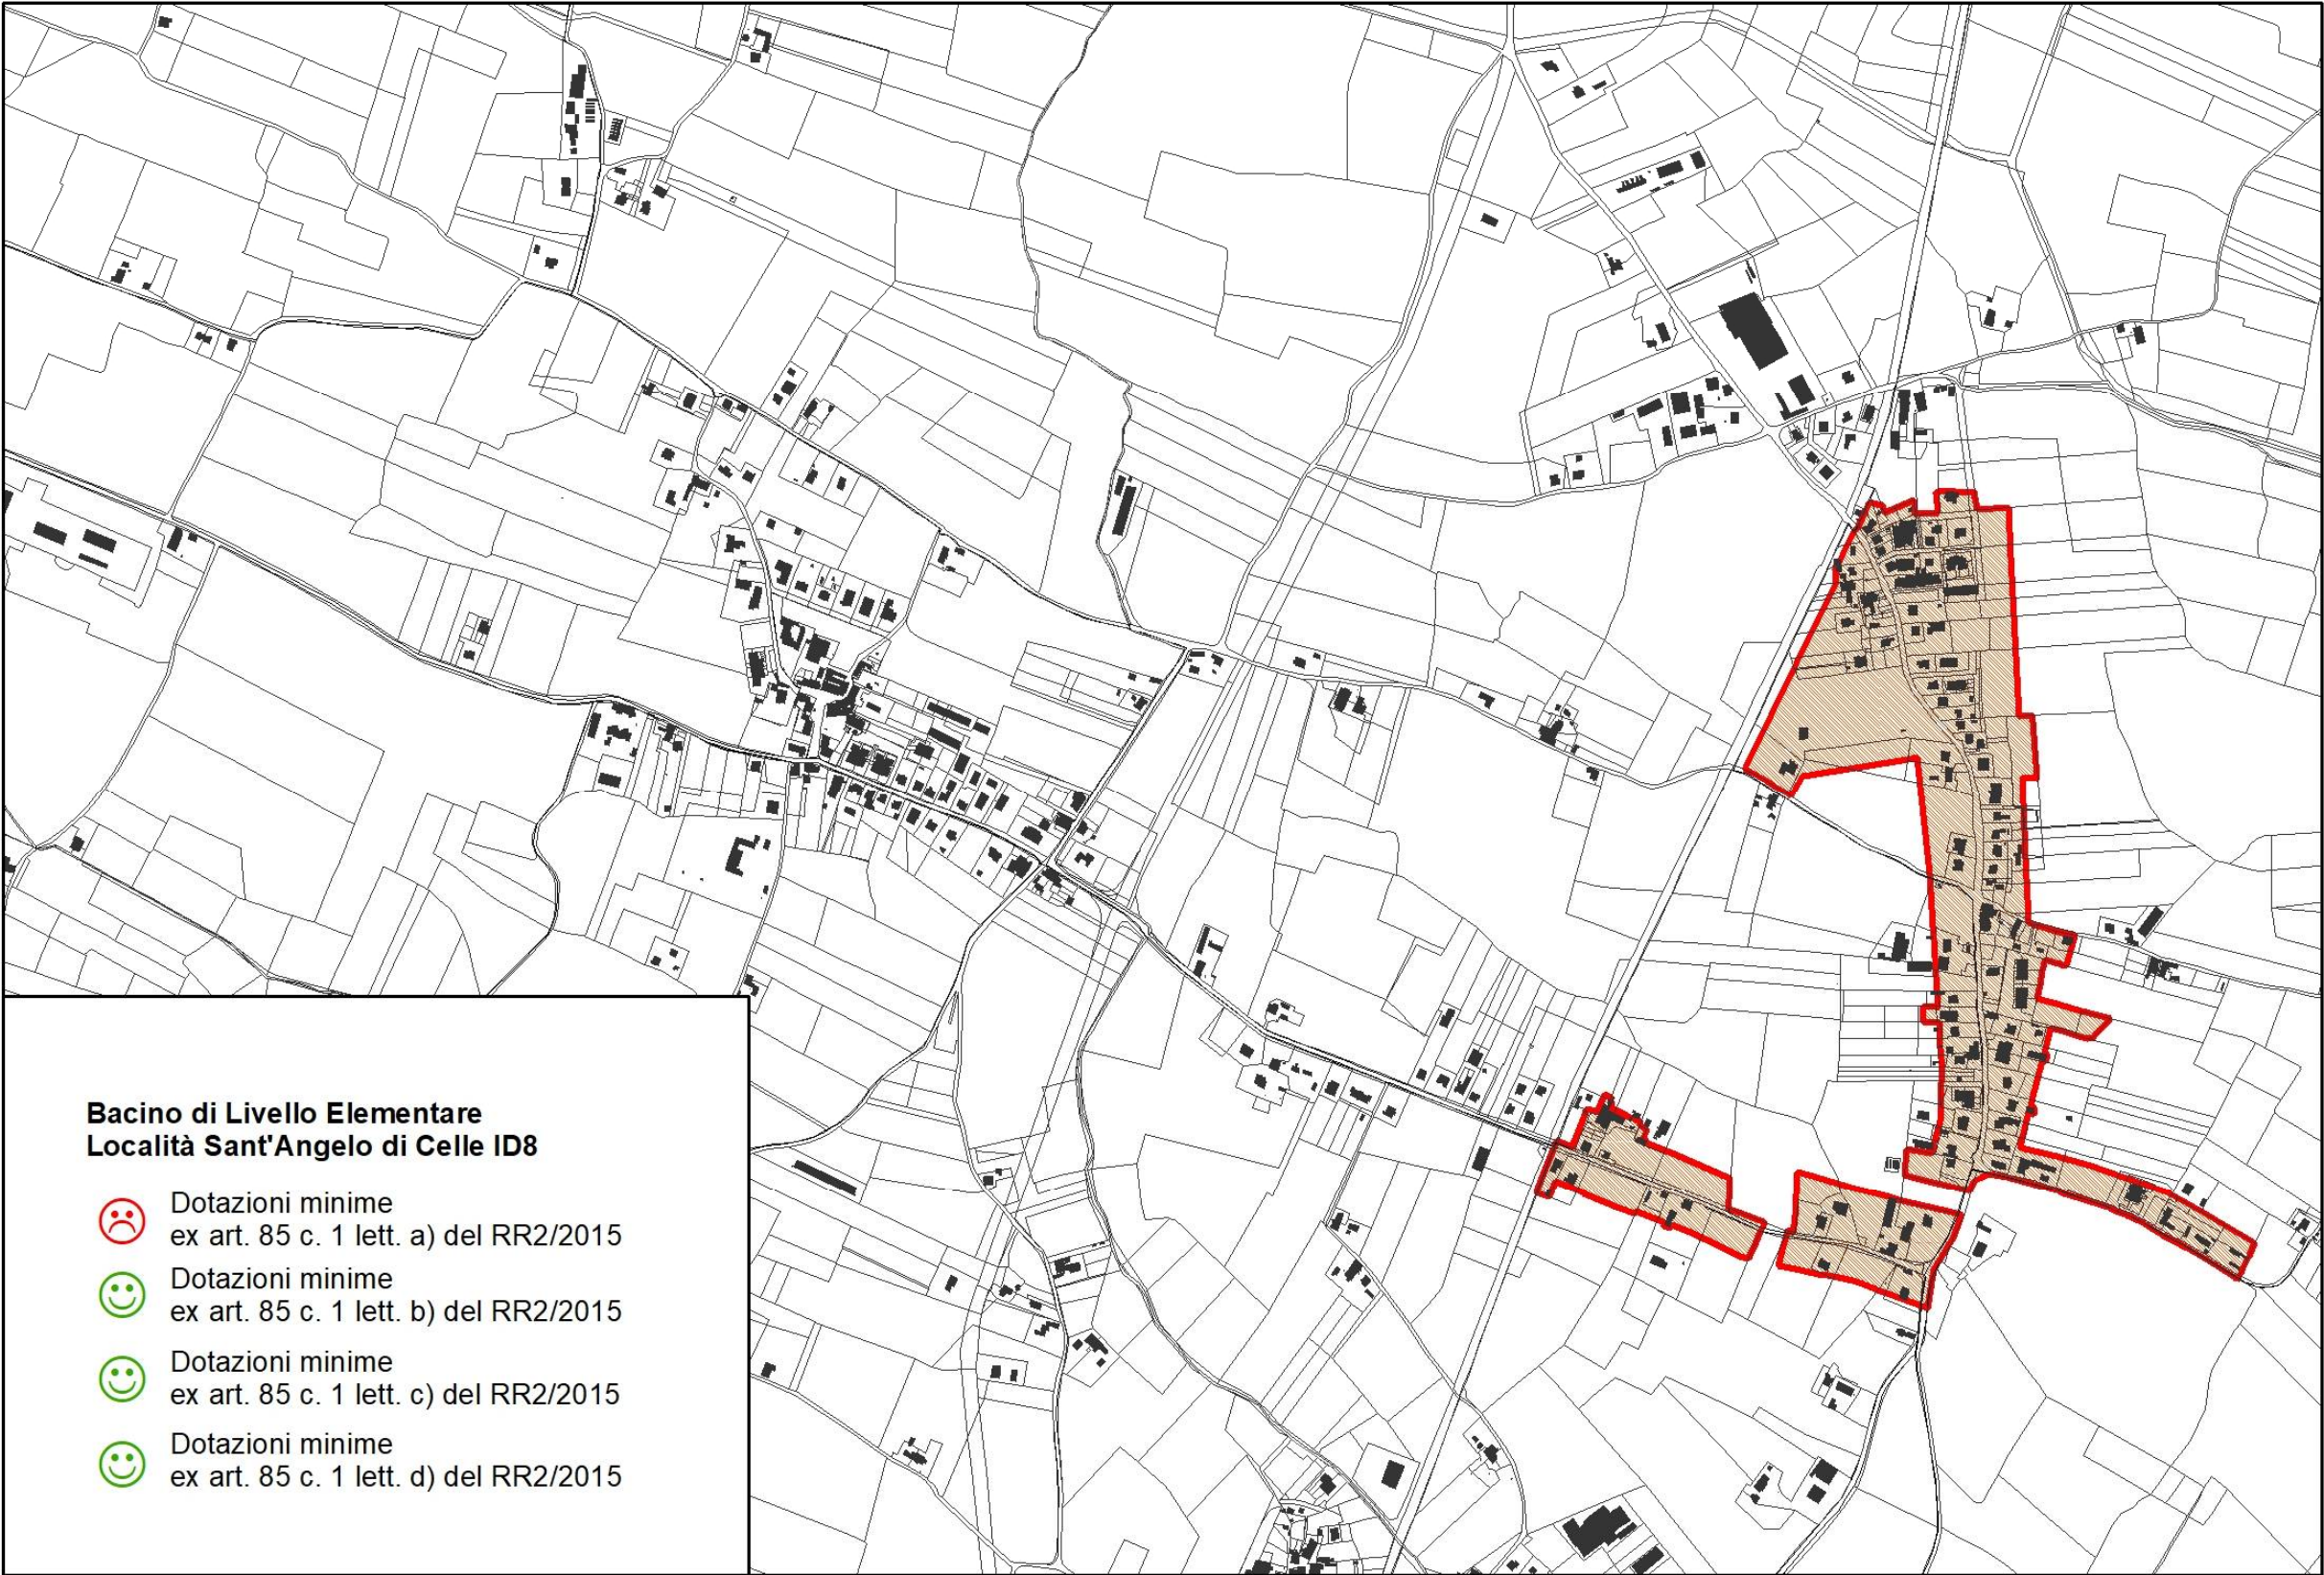 Bacino di Livello Elementare
Località Sant'Angelo di Celle ID8
Dotazioni minime
ex art. 85 c. 1 lett. a) del RR2/2015
Dotazioni minime
ex art. 85 c. 1 lett. b) del RR2/2015
Dotazioni minime
ex art. 85 c. 1 lett. c) del RR2/2015
Dotazioni minime
ex art. 85 c. 1 lett. d) del RR2/2015